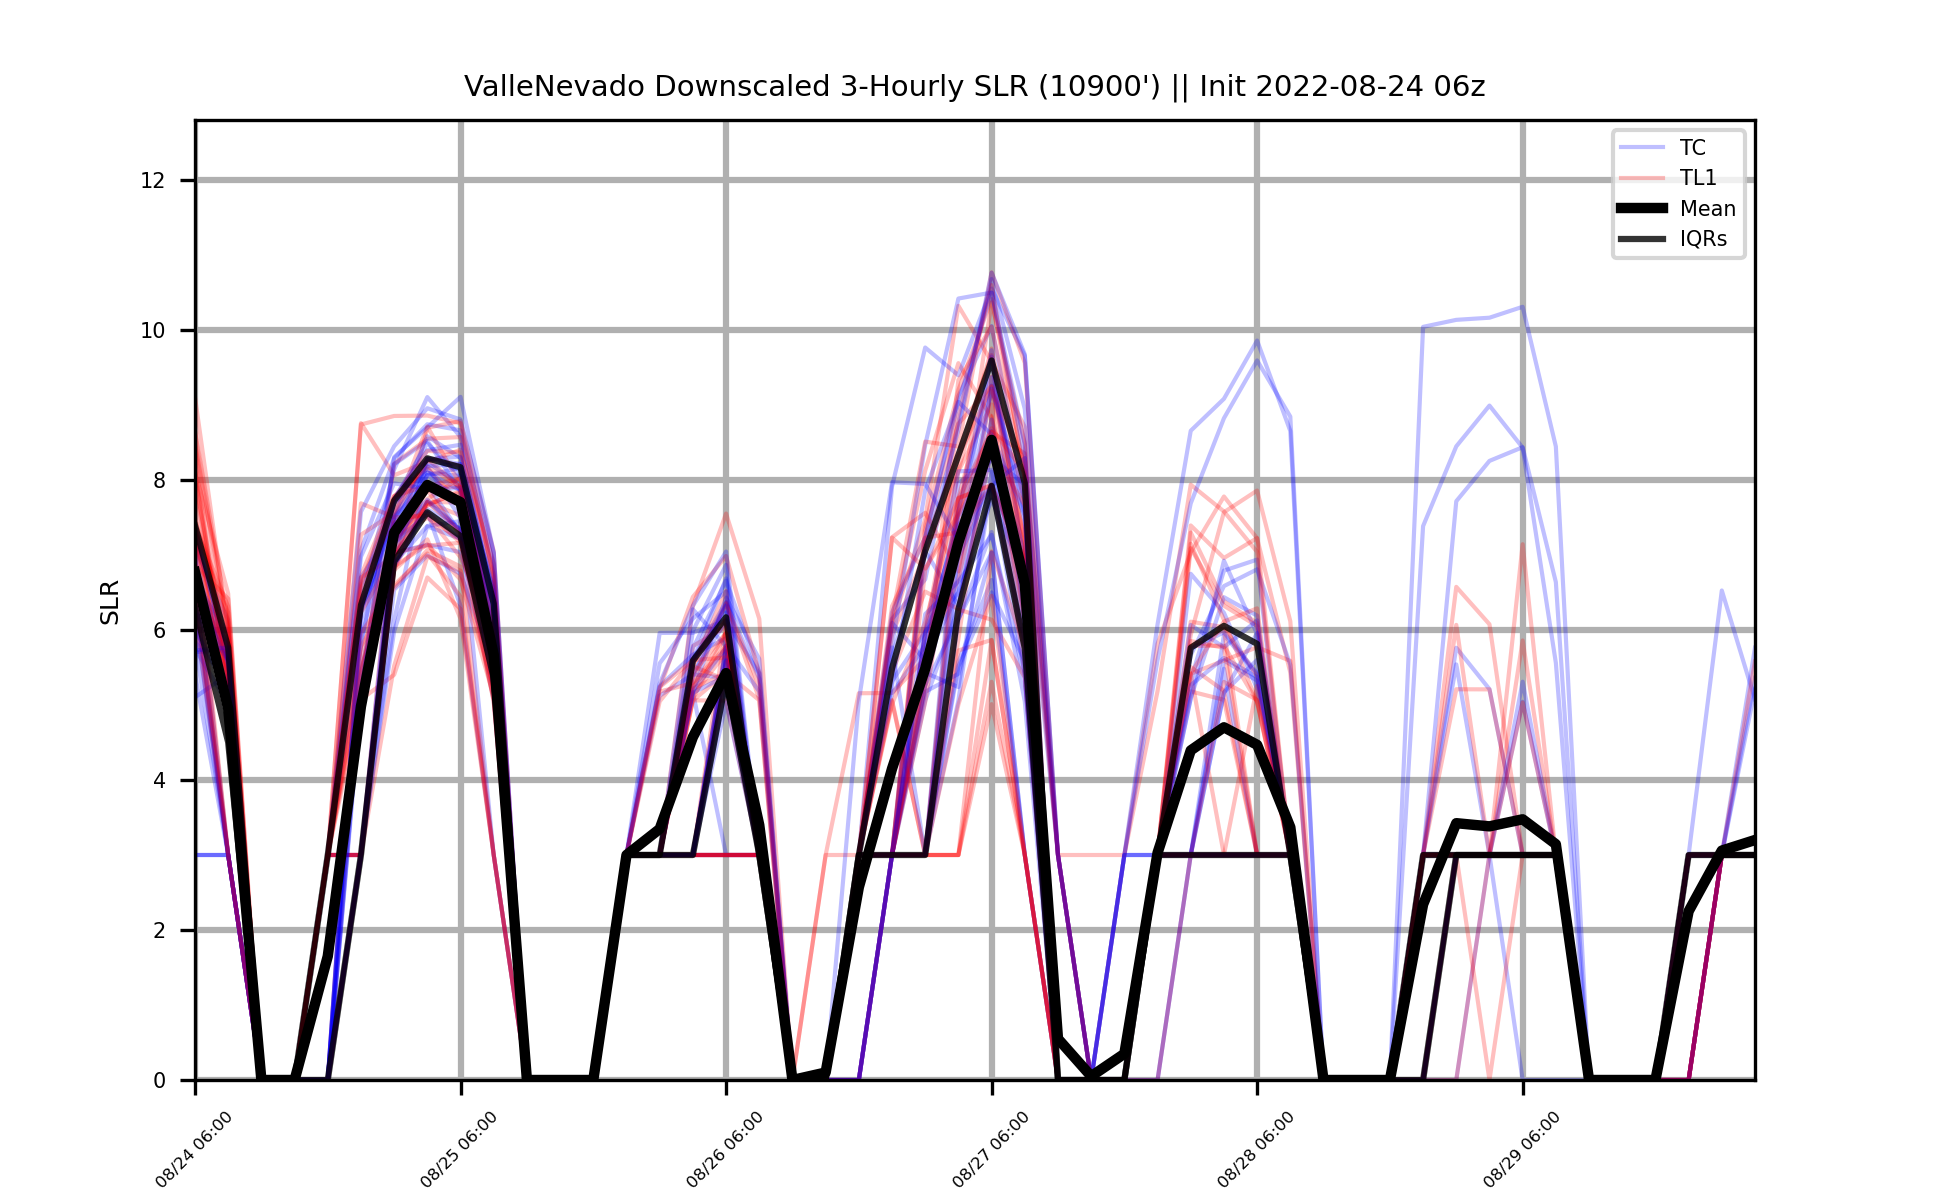 ValleNevado Downscaled 3-Hourly SLR (10900') || Init 2022-08-24 06z
TC
TL1
Mean
IQRs
SLR
12
10
8
6
4
2
0
08/24 06:00
08/25 06:00
08/26 06:00
08/27 06:00
08/28 06:00
08/29 06:00